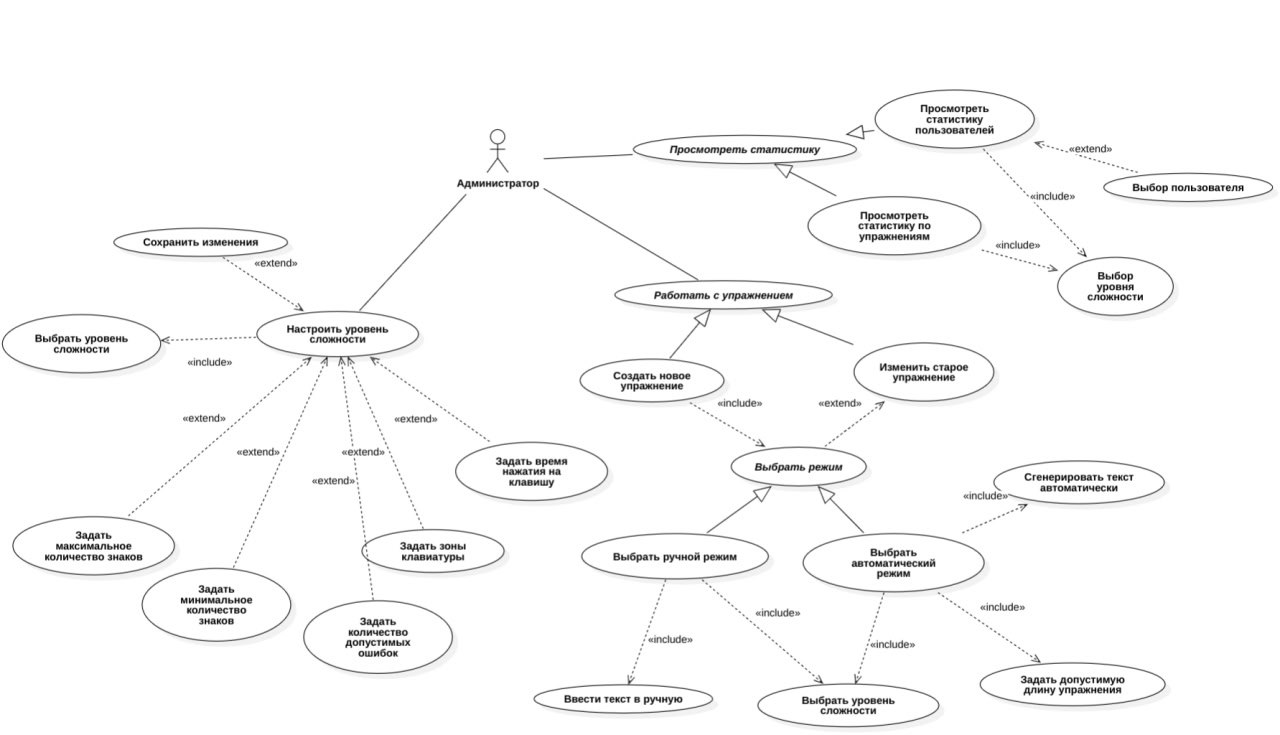 Просмотреть
статистику
пользователей
Просмотреть статистику
«extend»
Администратор
Выбор пользователя
«include»
Просмотреть
статистику по
упражнениям
«include»
Сохранить изменения
«extend»
Выбор
уровня
сложности
Работать с упражнением
Настроить уровень
сложности
Выбрать уровень
сложности
«include»
Создать новое
упражнение
Изменить старое
упражнение
«include»
«extend»
«extend»
«extend»
«extend»
«extend»
«extend»
Задать время
нажатия на
клавишу
Выбрать режим
Сгенерировать текст
автоматически
«include»
Задать
максимальное
количество знаков
Задать зоны
клавиатуры
Выбрать ручной режим
Выбрать
автоматический
режим
Задать
минимальное
количество
знаков
Задать
количество
допустимых
ошибок
«include»
«include»
«include»
«include»
Ввести текст в ручную
Выбрать уровень
сложности
Задать допустимую
длину упражнения